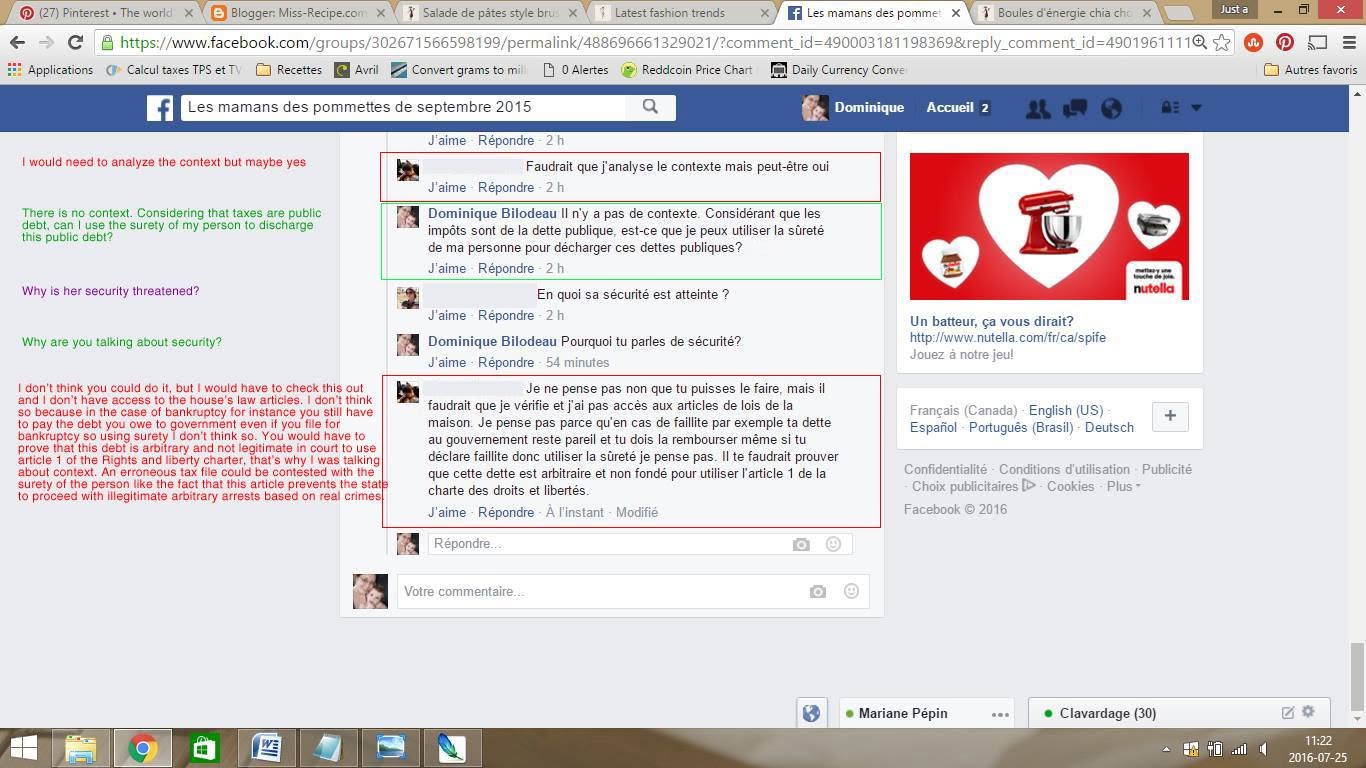 (27) Pinterest • The world
Blogger: Miss-Recipe.com
Salade de pâtes style brus
Latest fashion trends
Les mamans des pommet
Boules d'énergie chia cho
Just a
https://www.facebook.com/groups/302671566598199/permalink/488696661329021/?comment_id=490003181198369&reply_comment_id=4901961111
Applications
Calcul taxes TPS et TV
Recettes
Avril
Convert grams to mill
0 Alertes
Reddcoin Price Chart
Daily Currency Conver
Autres favoris
Les mamans des pommettes de septembre 2015
Dominique
Accueil 2
J'aime · Répondre · 2 h
I would need to analyze the context but maybe yes
Faudrait que j'analyse le contexte mais peut-être oui
J'aime · Répondre · 2 h
There is no context. Considering that taxes are public
debt, can I use the surety of my person to discharge
this public debt?
Dominique Bilodeau Il n'y a pas de contexte. Considérant que les
impôts sont de la dette publique, est-ce que je peux utiliser la sûreté
de ma personne pour décharger ces dettes publiques?
J'aime · Répondre · 2 h
Why is her security threatened?
En quoi sa sécurité est atteinte ?
J'aime · Répondre · 2 h
Why are you talking about security?
Dominique Bilodeau Pourquoi tu parles de sécurité?
J'aime · Répondre · 54 minutes
I don't think you could do it, but I would have to check this out
and I don't have access to the house's law articles. I don't think
so because in the case of bankruptcy for instance you still have
to pay the debt you owe to government even if you file for
bankruptcy so using surety I don't think so. You would have to
prove that this debt is arbitrary and not legitimate in court to use
article 1 of the Rights and liberty charter, that's why I was talking
about context. An erroneous tax file could be contested with the
surety of the person like the fact that this article prevents the state
to proceed with illegitimate arbitrary arrests based on real crimes.
Je ne pense pas non que tu puisses le faire, mais il
faudrait que je vérifie et j'ai pas accès aux articles de lois de la
maison. Je pense pas parce qu'en cas de faillite par exemple ta dette
au gouvernement reste pareil et tu dois la rembourser même si tu
déclare faillite donc utiliser la sûreté je pense pas. Il te faudrait prouver
que cette dette est arbitraire et non fondé pour utiliser l'article 1 de la
charte des droits et libertés.
J'aime · Répondre · À l'instant · Modifié
Répondre...
Votre commentaire...
nutella
mettez-y une
touche de joie.
nutella
Un batteur, ça vous dirait?
http://www.nutella.com/fr/ca/spife
Jouez à notre jeu!
Français (Canada) · English (US) ·
Español · Português (Brasil) · Deutsch
+
Confidentialité · Conditions d'utilisation · Publicité
· Choix publicitaires · Cookies · Plus
Facebook © 2016
Mariane Pépin
Clavardage (30)
11:22
2016-07-25